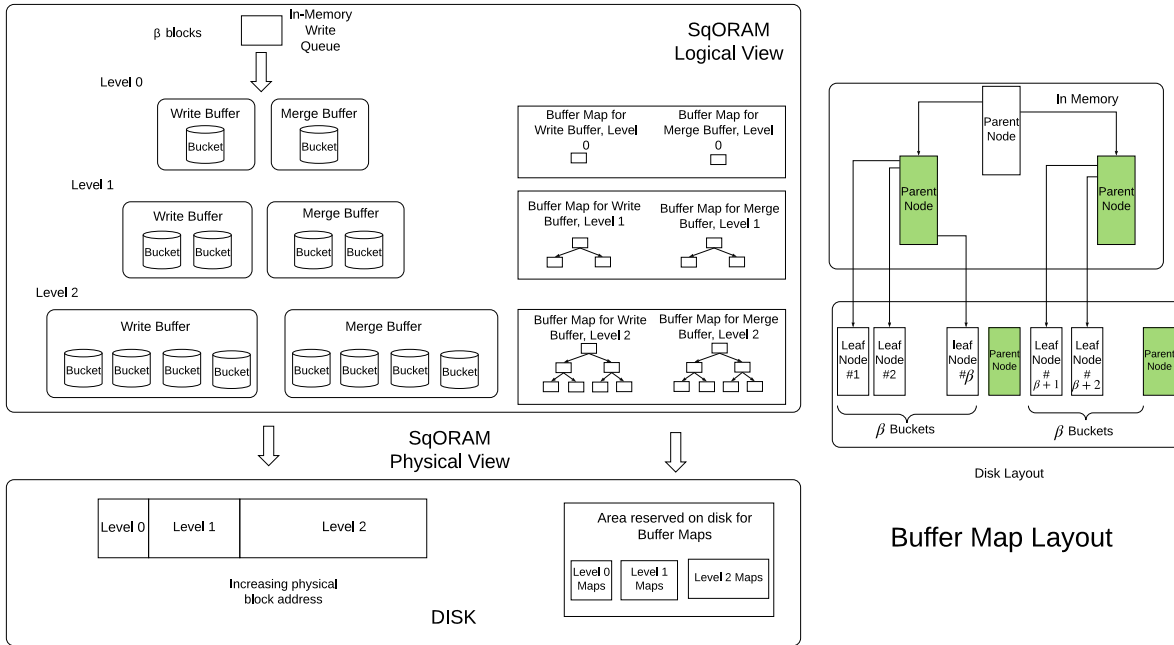 β blocks
In-Memory
Write
Queue
SqORAM
Logical View
Level 0
Write Buffer
Bucket
Merge Buffer
Bucket
Buffer Map for
Write Buffer, Level
0
Buffer Map for
Merge Buffer, Level
0
Level 1
Write Buffer
Bucket
Bucket
Merge Buffer
Bucket
Bucket
Buffer Map for Write
Buffer, Level 1
Buffer Map for Merge
Buffer, Level 1
Level 2
Write Buffer
Bucket
Bucket
Bucket
Bucket
Merge Buffer
Bucket
Bucket
Bucket
Bucket
Buffer Map for Write
Buffer, Level 2
Buffer Map for Merge
Buffer, Level 2
SqORAM
Physical View
Level 0
Level 1
Level 2
Increasing physical
block address
DISK
Area reserved on disk for
Buffer Maps
Level 0
Maps
Level 1
Maps
Level 2 Maps
In Memory
Parent
Node
Parent
Node
Parent
Node
Leaf
Node
#1
Leaf
Node
#2
leaf
Node
#β
Parent
Node
Leaf
Node
#
β + 1
Leaf
Node
#
β + 2
Parent
Node
β Buckets
β Buckets
Disk Layout
Buffer Map Layout